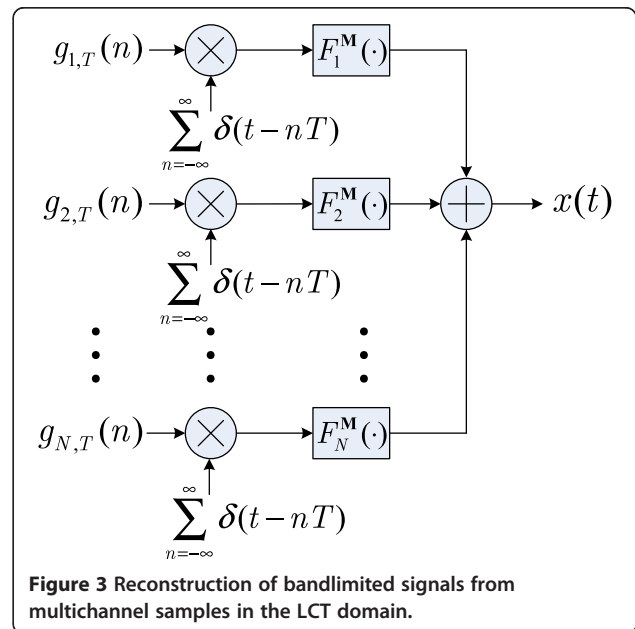 g_{1,T}(n)
F_1^M(·)
∑_{n=-∞}^{∞} δ(t-nT)
g_{2,T}(n)
F_2^M(·)
x(t)
∑_{n=-∞}^{∞} δ(t-nT)
g_{N,T}(n)
F_N^M(·)
∑_{n=-∞}^{∞} δ(t-nT)
Figure 3 Reconstruction of bandlimited signals from
multichannel samples in the LCT domain.